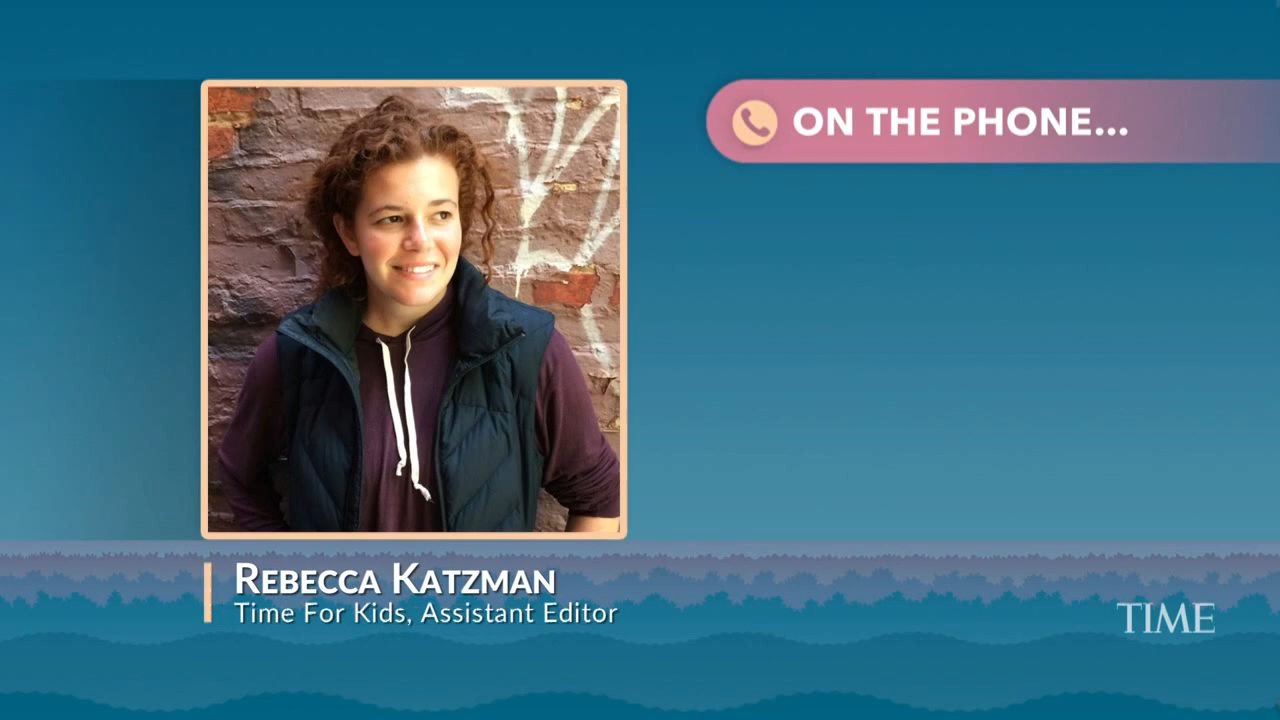 ON THE PHONE...
REBECCA KATZMAN
Time For Kids, Assistant Editor
TIME